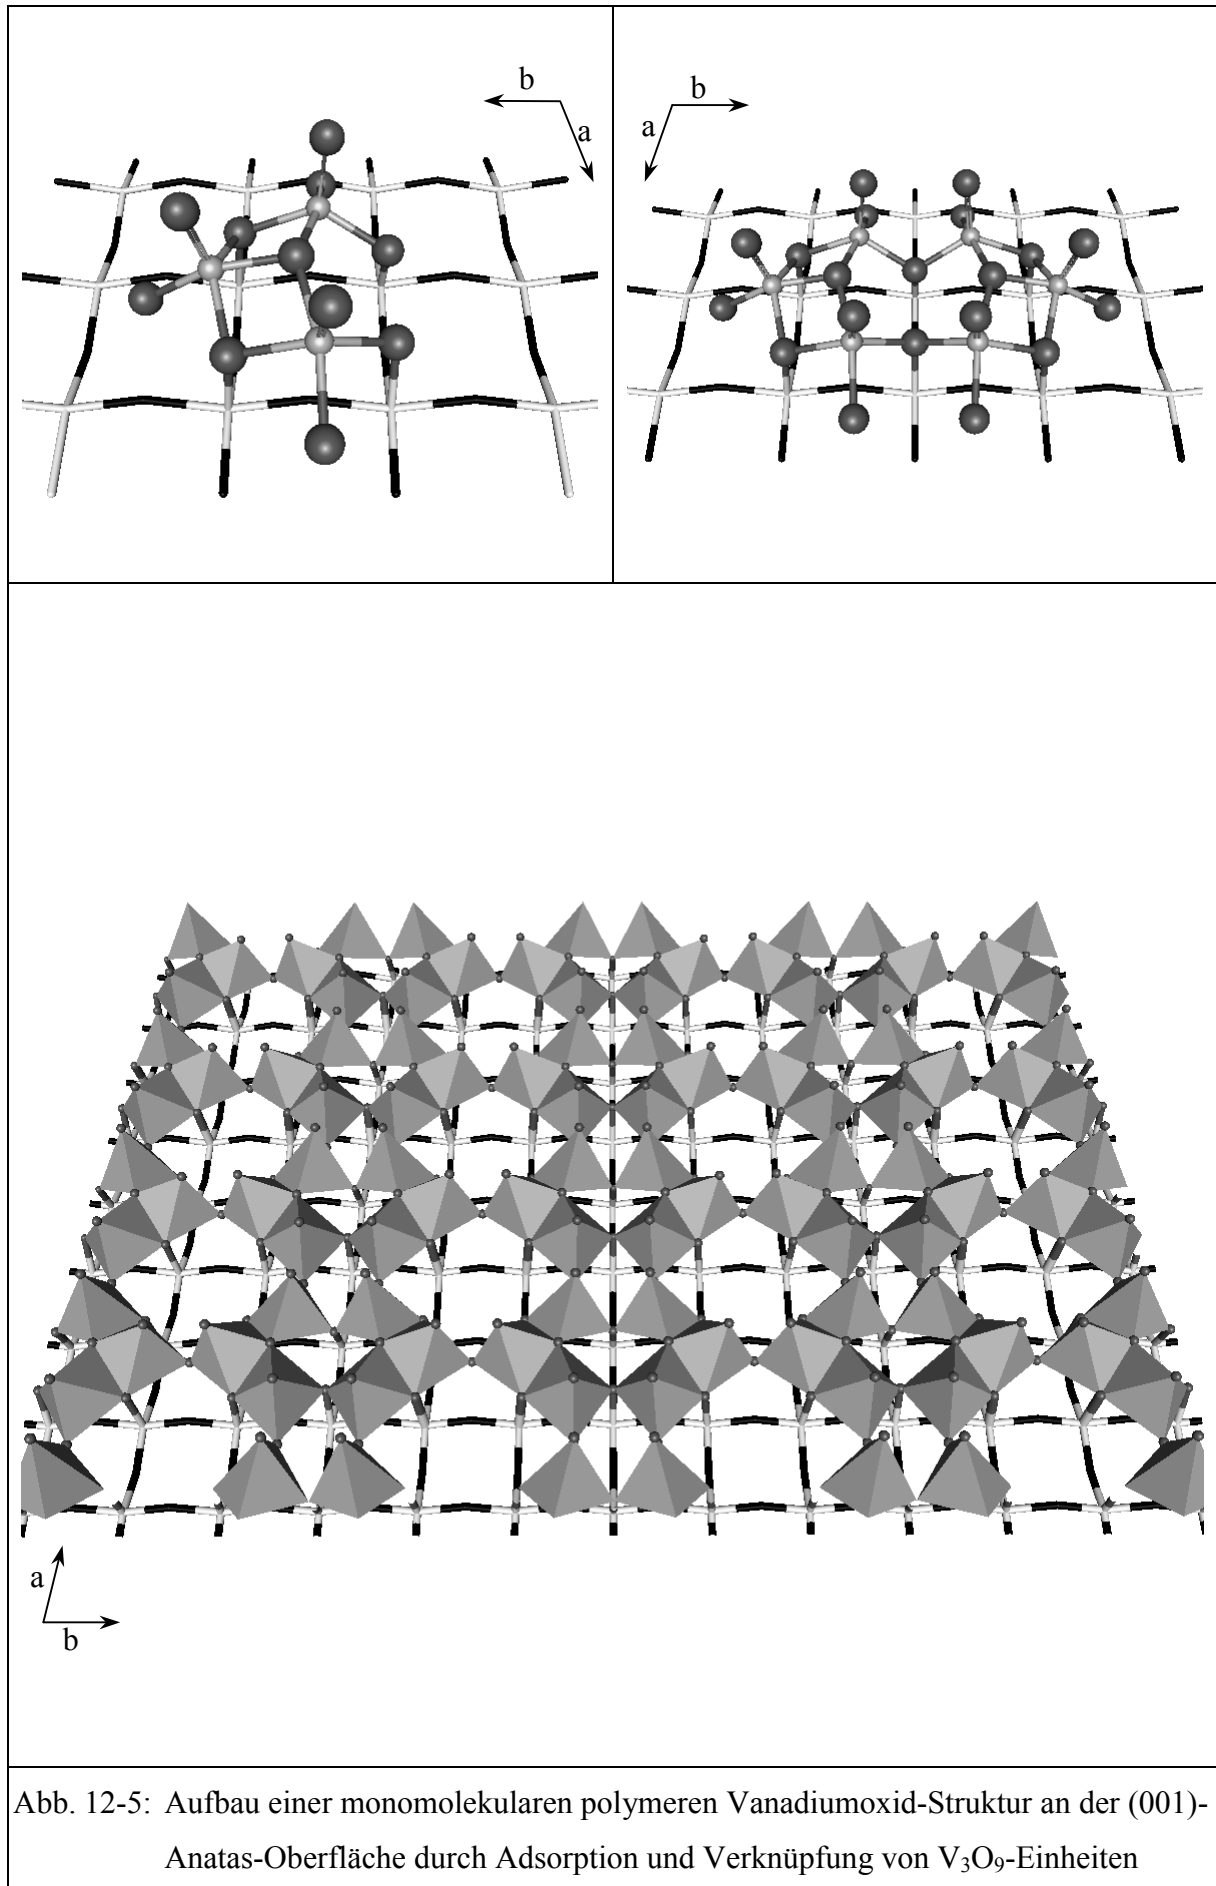 b
a
b
a
a
b
Abb. 12-5: Aufbau einer monomolekularen polymeren Vanadiumoxid-Struktur an der (001)-
Anatas-Oberfläche durch Adsorption und Verknüpfung von V₃O₉-Einheiten